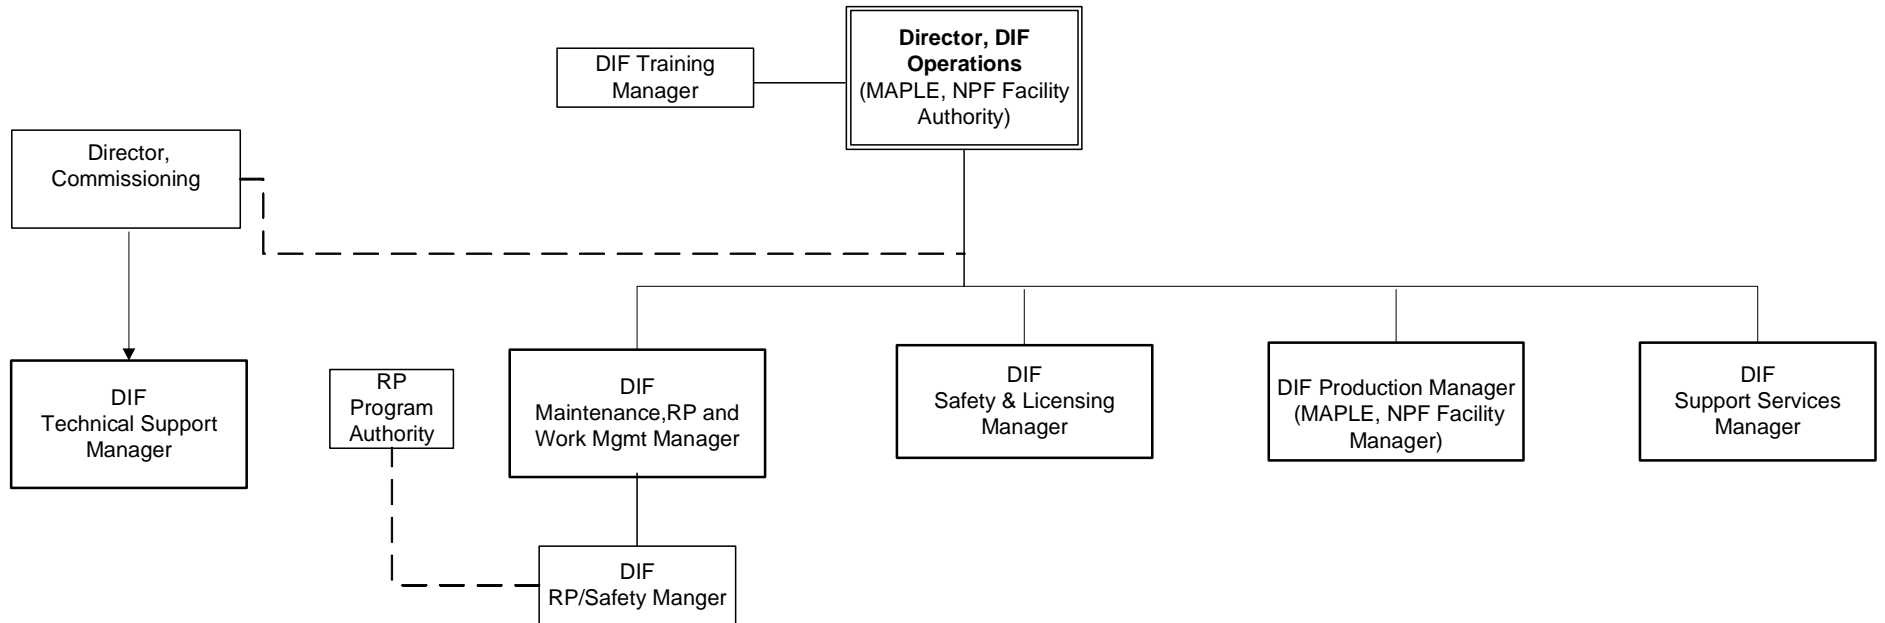 Director, DIF
Operations
(MAPLE, NPF Facility
Authority)
DIF Training
Manager
Director,
Commissioning
DIF
Technical Support
Manager
RP
Program
Authority
DIF
Maintenance,RP and
Work Mgmt Manager
DIF
Safety & Licensing
Manager
DIF Production Manager
(MAPLE, NPF Facility
Manager)
DIF
Support Services
Manager
DIF
RP/Safety Manger